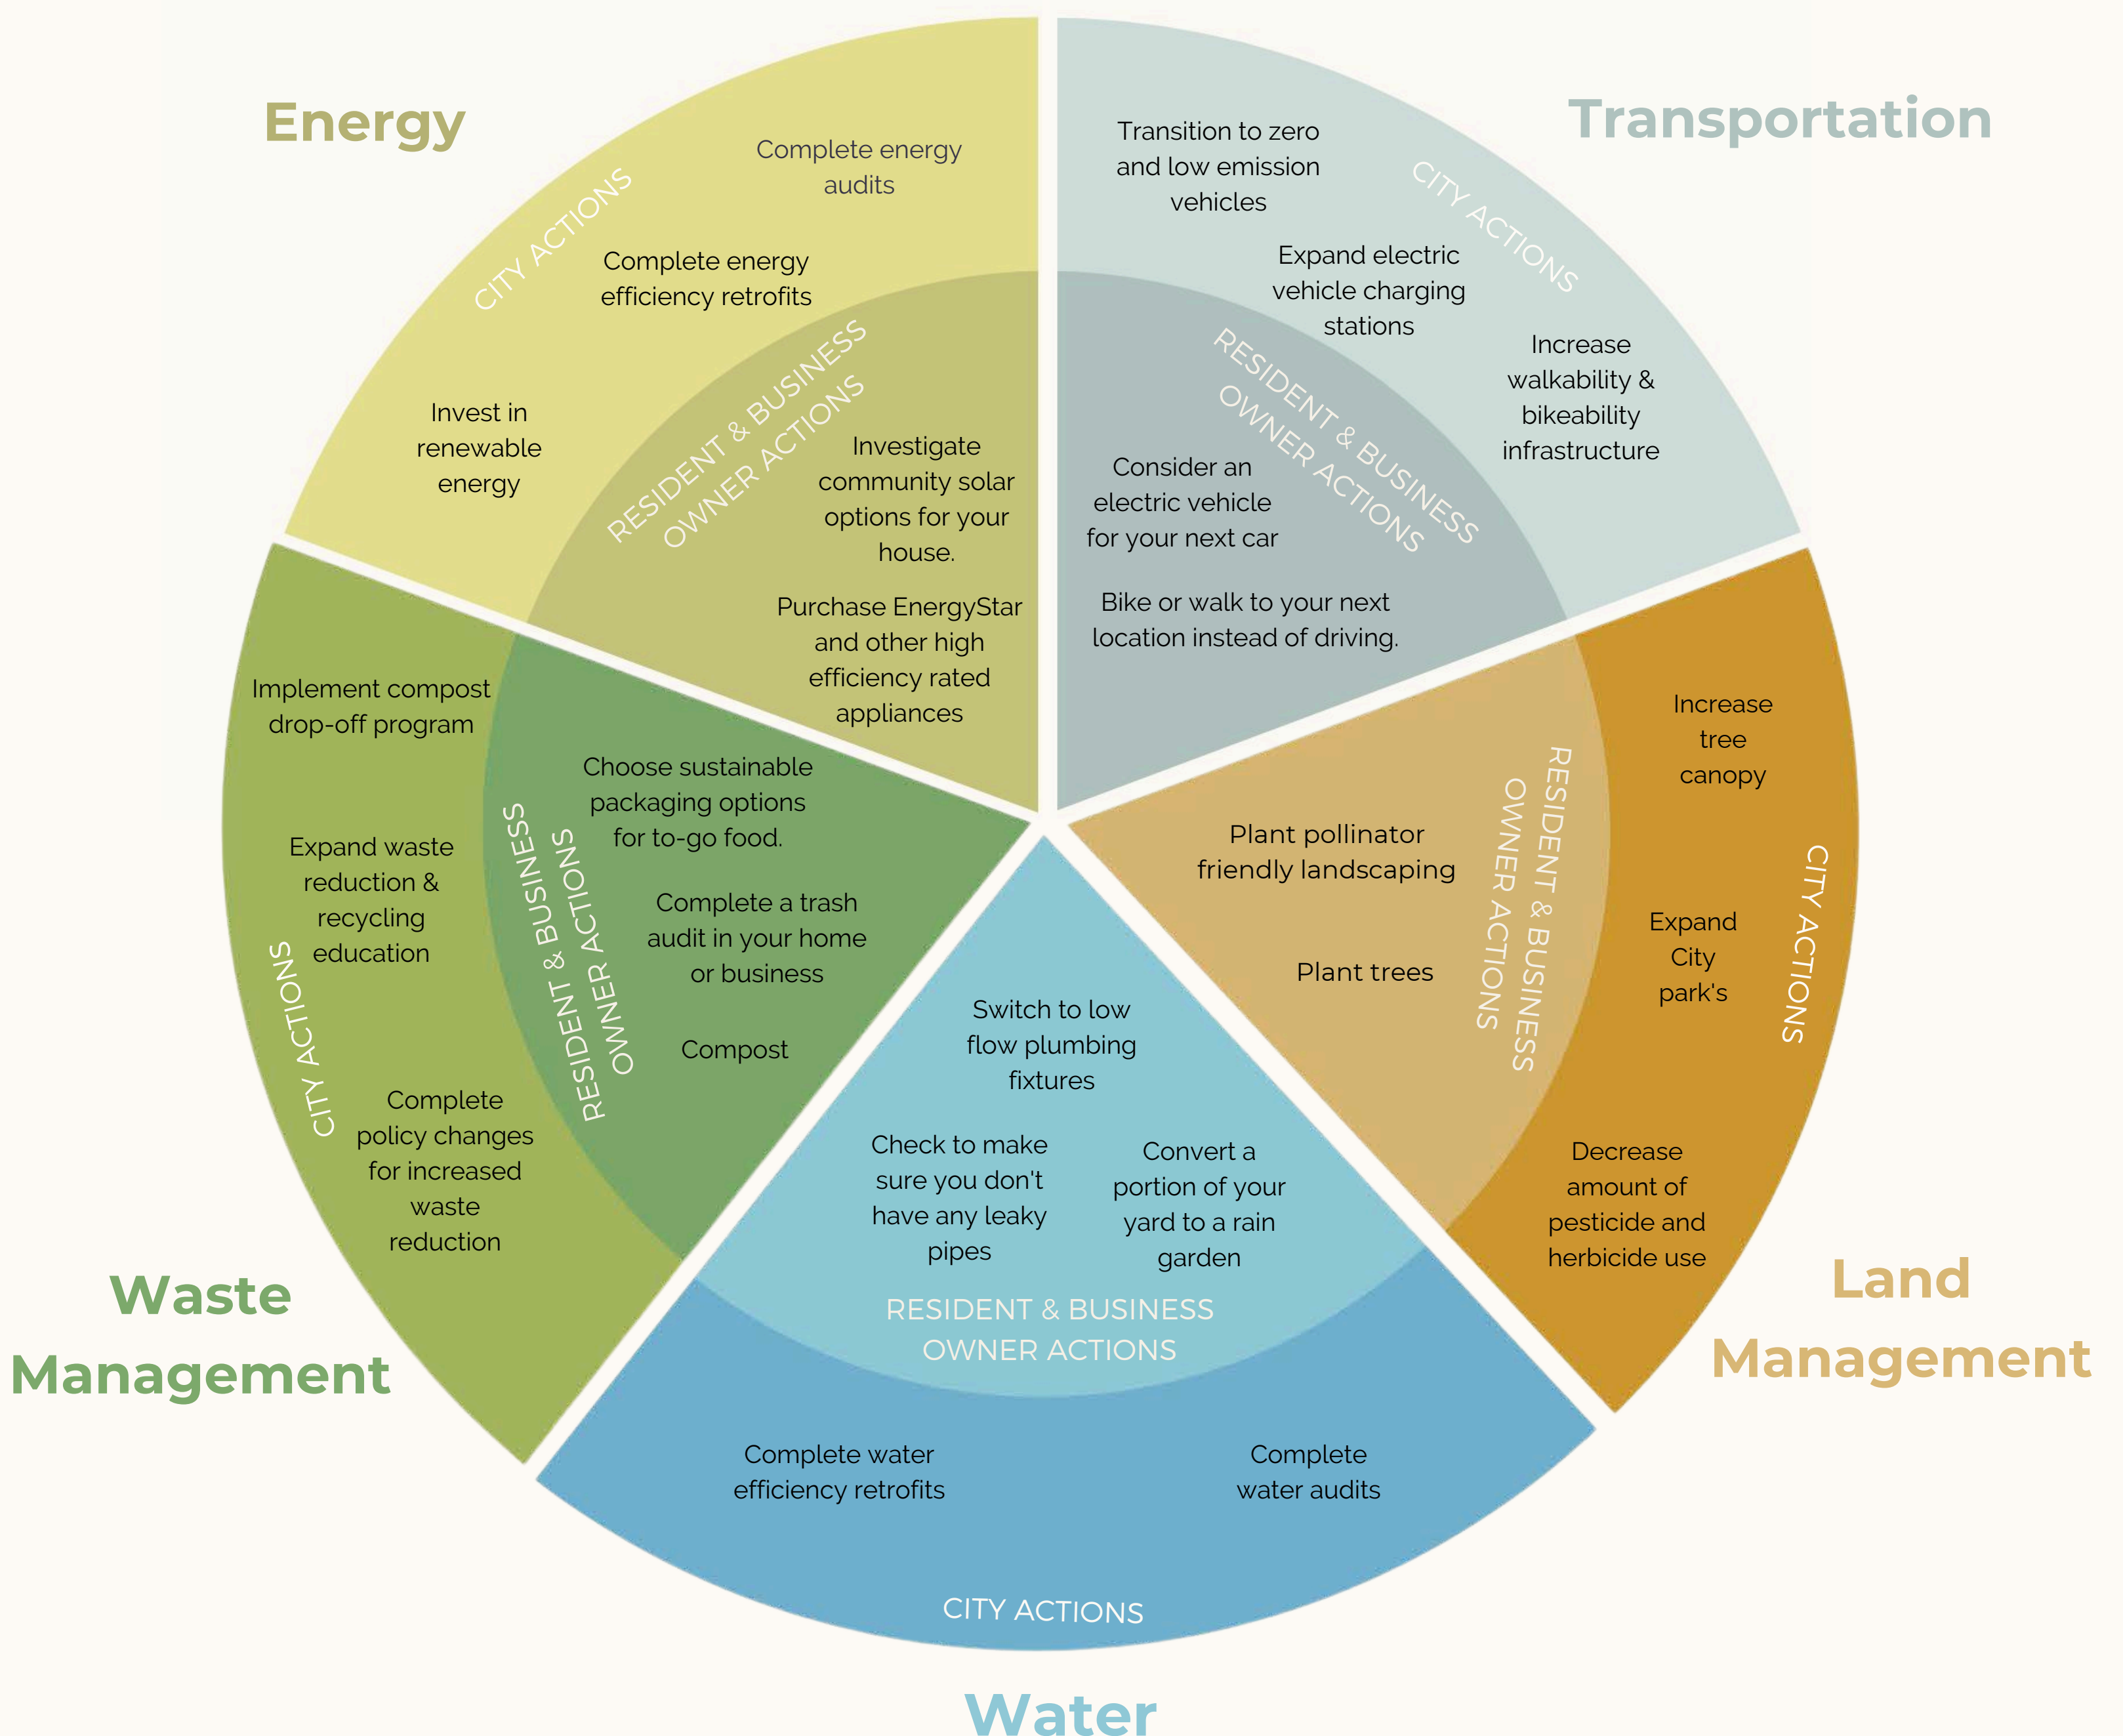 Energy
CITY ACTIONS
Complete energy
audits
Complete energy
efficiency retrofits
Invest in
renewable
energy
RESIDENT & BUSINESS
OWNER ACTIONS
Investigate
community solar
options for your
house.
Purchase EnergyStar
and other high
efficiency rated
appliances
Transportation
CITY ACTIONS
Transition to zero
and low emission
vehicles
Expand electric
vehicle charging
stations
Increase
walkability &
bikeability
infrastructure
RESIDENT & BUSINESS
OWNER ACTIONS
Consider an
electric vehicle
for your next car
Bike or walk to your next
location instead of driving.
Land
Management
CITY ACTIONS
Increase
tree
canopy
Expand
City
park's
Decrease
amount of
pesticide and
herbicide use
RESIDENT & BUSINESS
OWNER ACTIONS
Plant pollinator
friendly landscaping
Plant trees
Water
RESIDENT & BUSINESS
OWNER ACTIONS
Switch to low
flow plumbing
fixtures
Check to make
sure you don't
have any leaky
pipes
Convert a
portion of your
yard to a rain
garden
CITY ACTIONS
Complete water
efficiency retrofits
Complete
water audits
Waste
Management
CITY ACTIONS
Implement compost
drop-off program
Expand waste
reduction &
recycling
education
Complete
policy changes
for increased
waste
reduction
RESIDENT & BUSINESS
OWNER ACTIONS
Choose sustainable
packaging options
for to-go food.
Complete a trash
audit in your home
or business
Compost